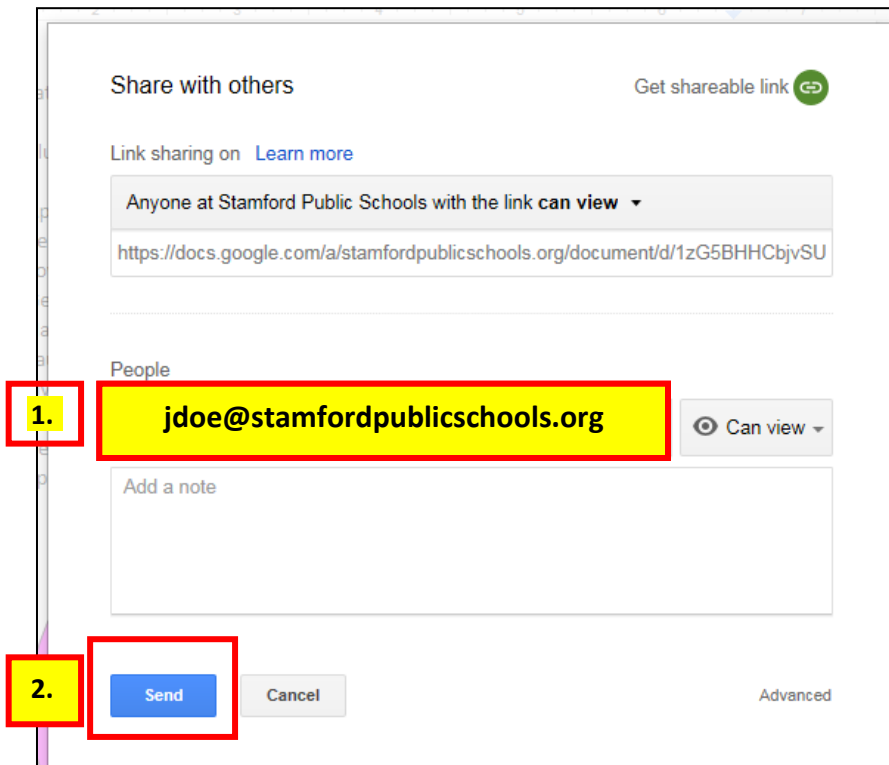 Share with others
Get shareable link
Link sharing on Learn more
Anyone at Stamford Public Schools with the link can view
https://docs.google.com/a/stamfordpublicschools.org/document/d/1zG5BHHCbjvSU
People
1.
jdoe@stamfordpublicschools.org
Can view
Add a note
2.
Send
Cancel
Advanced